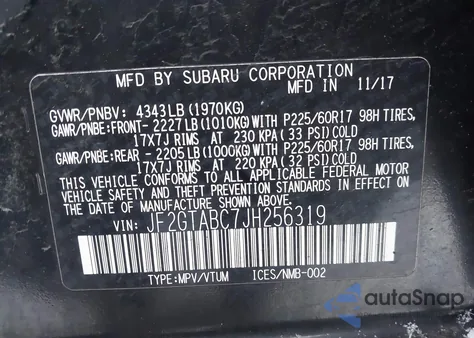 MFD BY SUBARU CORPORATION
MFD IN 11/17
GVWR/PNBV: 4343LB (1970KG)
GAWR/PNBE:FRONT- 2227LB (1010KG)WITH P225/60R17 98H TIRES,
17X7J RIMS AT 230 KPA (33 PSI)COLD
GAWR/PNBE:REAR - 2205LB (1000KG)WITH P225/60R17 98H TIRES,
17X7J RIMS AT 220 KPA (32 PSI)COLD
THIS VEHICLE CONFORMS TO ALL APPLICABLE FEDERAL MOTOR
VEHICLE SAFETY AND THEFT PREVENTION STANDARDS
IN EFFECT ON THE DATE OF MANUFACTURE SHOWN ABOVE.
VIN: JF2GTABC7JH256319
TYPE:MPV/VTUM ICES/NMB-002
autoSnap